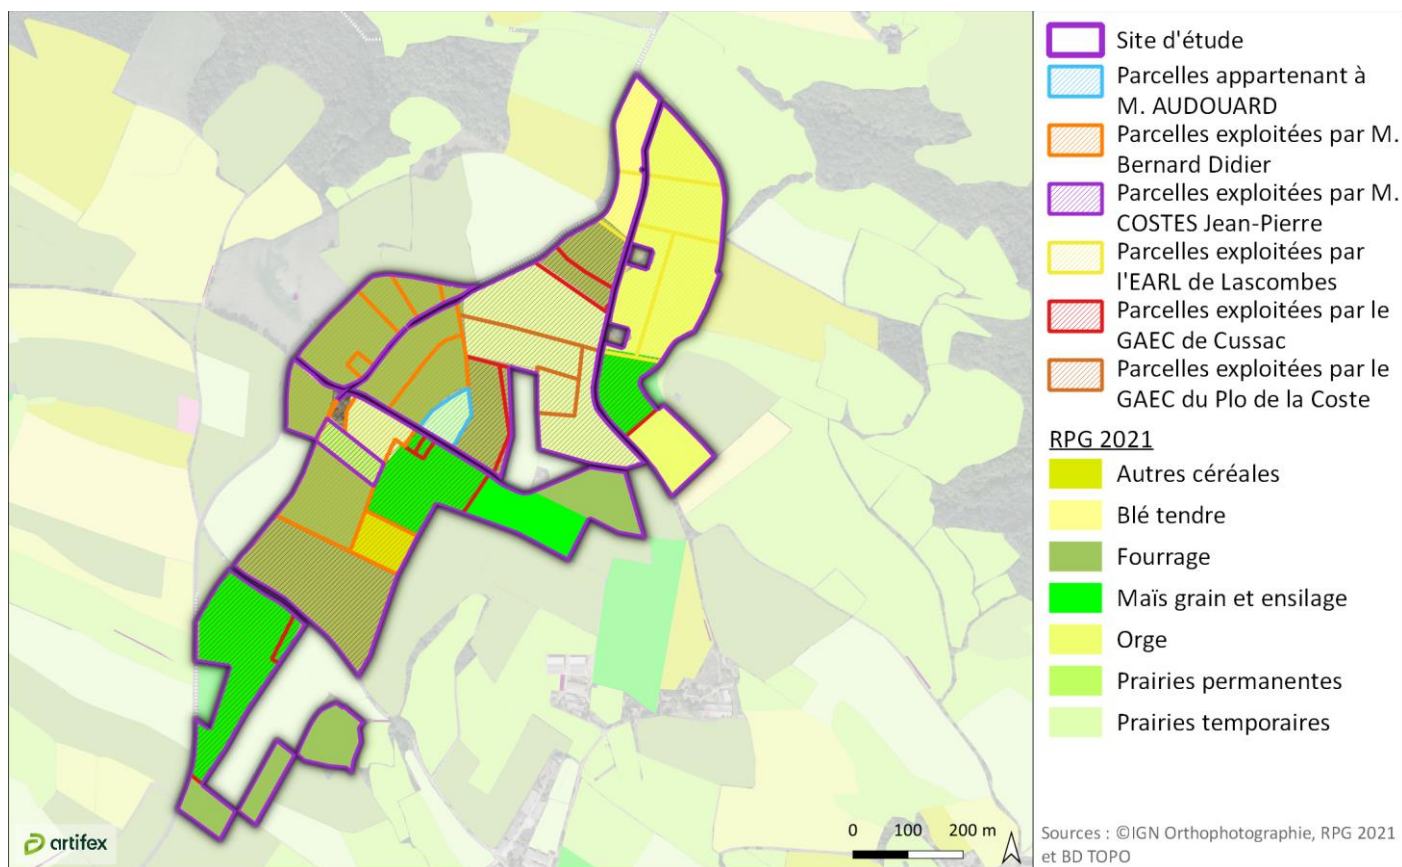 Site d'étude
Parcelles appartenant à
M. AUDOUARD
Parcelles exploitées par M.
Bernard Didier
Parcelles exploitées par M.
COSTES Jean-Pierre
Parcelles exploitées par
l'EARL de Lascombes
Parcelles exploitées par le
GAEC de Cussac
Parcelles exploitées par le
GAEC du Plo de la Coste
RPG 2021
Autres céréales
Blé tendre
Fourrage
Maïs grain et ensilage
Orge
Prairies permanentes
Prairies temporaires
Sources : ©IGN Orthophotographie, RPG 2021
et BD TOPO
0 100 200 m
artifex